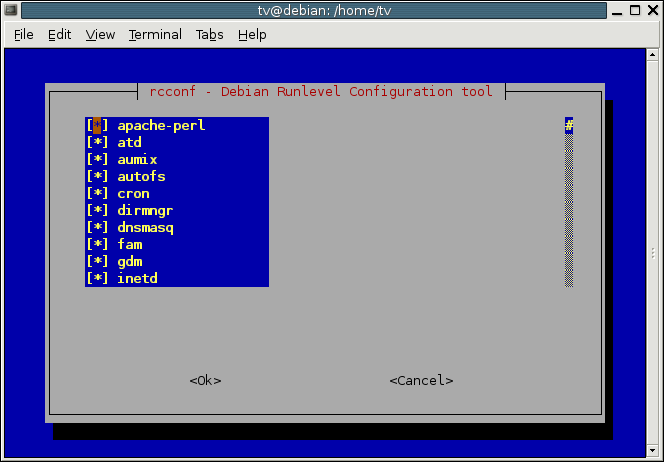 tv@debian: /home/tv
File Edit View Terminal Tabs Help
rcconf - Debian Runlevel Configuration tool
[*] apache-perl #
[*] atd
[*] aumix
[*] autofs
[*] cron
[*] dirmngr
[*] dnsmasq
[*] fam
[*] gdm
[*] inetd
<Ok> <Cancel>